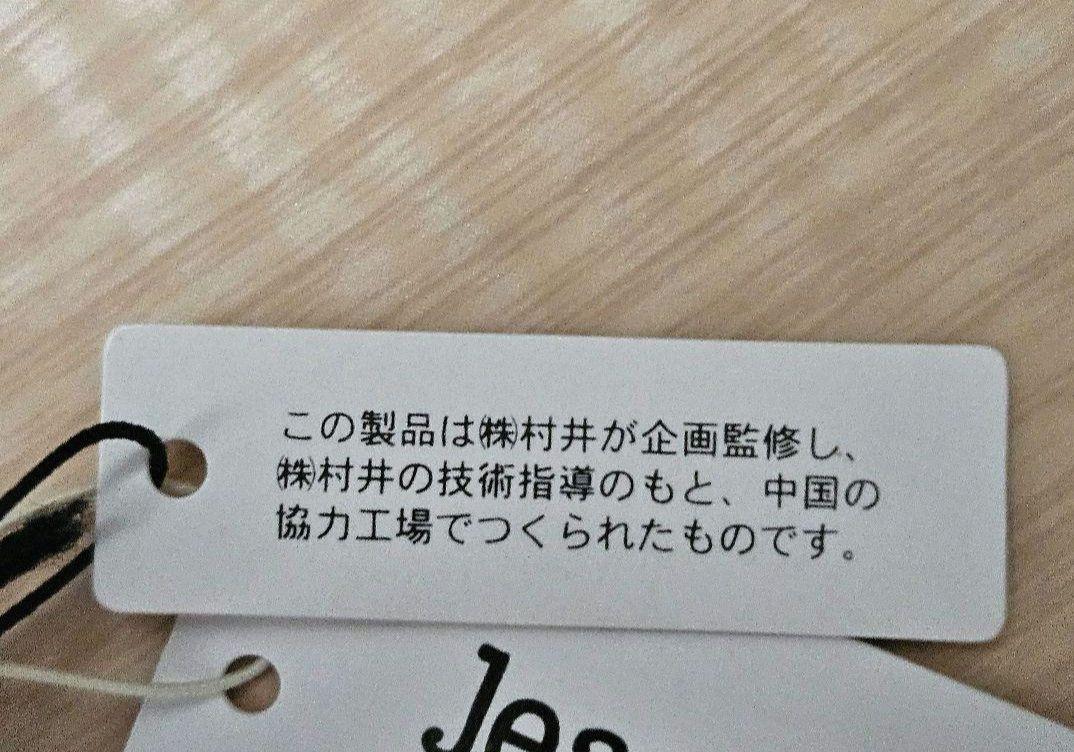 この製品は㈱村井が企画監修し、
㈱村井の技術指導のもと、中国の
協力工場でつくられたものです。